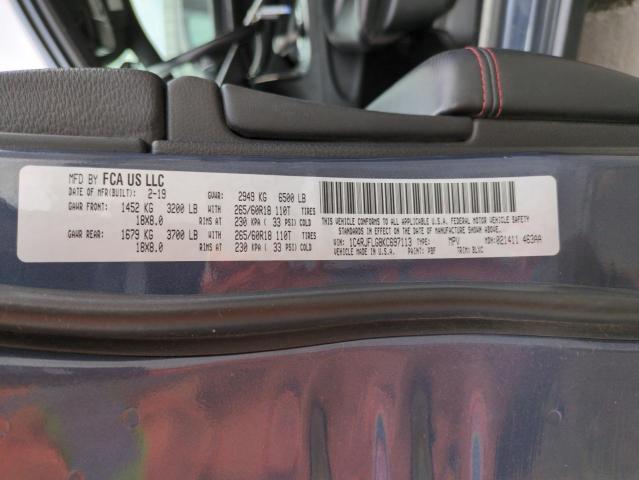 MFD BY FCA US LLC
DATE OF MFR(BUILT): 2-19 GVWR: 2949 KG 6500 LB
GAWR FRONT: 1452 KG 3200 LB WITH 265/60R18 110T TIRES
18X8.0 RIMS AT 230 KPA ( 33 PSI) COLD
GAWR REAR: 1679 KG 3700 LB WITH 265/60R18 110T TIRES
18X8.0 RIMS AT 230 KPA ( 33 PSI) COLD
THIS VEHICLE CONFORMS TO ALL APPLICABLE U.S.A. FEDERAL MOTOR VEHICLE SAFETY
STANDARDS IN EFFECT ON THE DATE OF MANUFACTURE SHOWN ABOVE.
VIN: 1C4RJFLG8KC697113 TYPE: MPV MDH: 021411 463AA
VEHICLE MADE IN U.S.A. PAINT: PBF TRIM: BLXC